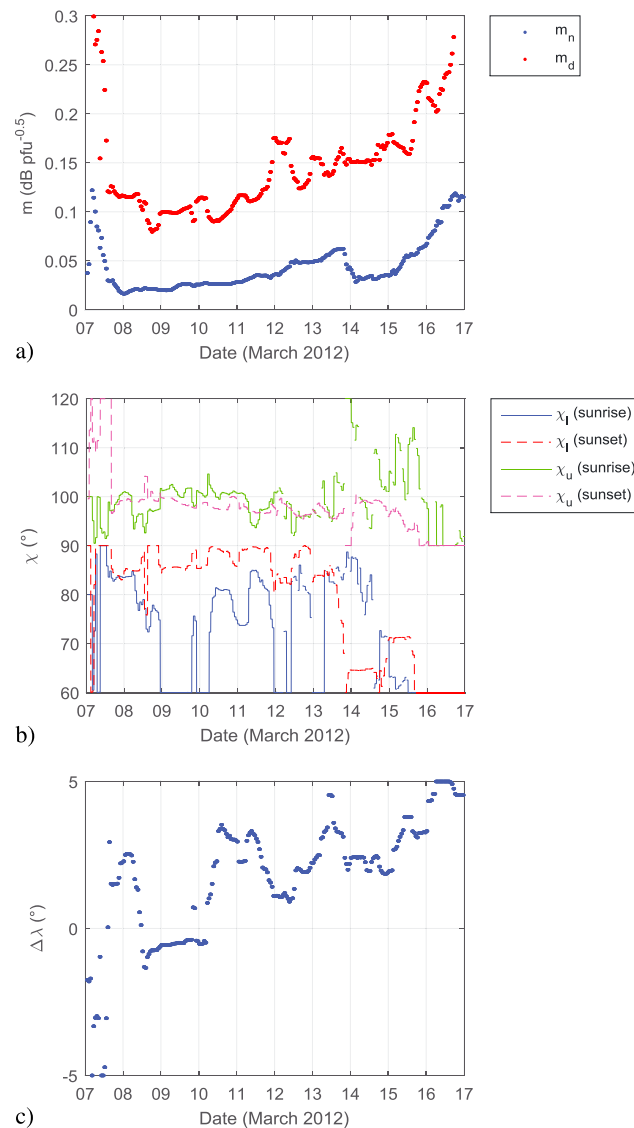 0.3
0.25
0.2
0.15
0.1
0.05
0
m (dB pfu-0.5)
07 08 09 10 11 12 13 14 15 16 17
Date (March 2012)
m_n
m_d
a)
120
110
100
90
80
70
60
χ (°)
07 08 09 10 11 12 13 14 15 16 17
Date (March 2012)
χ_l (sunrise)
χ_l (sunset)
χ_u (sunrise)
χ_u (sunset)
b)
5
0
-5
Δ λ (°)
07 08 09 10 11 12 13 14 15 16 17
Date (March 2012)
c)